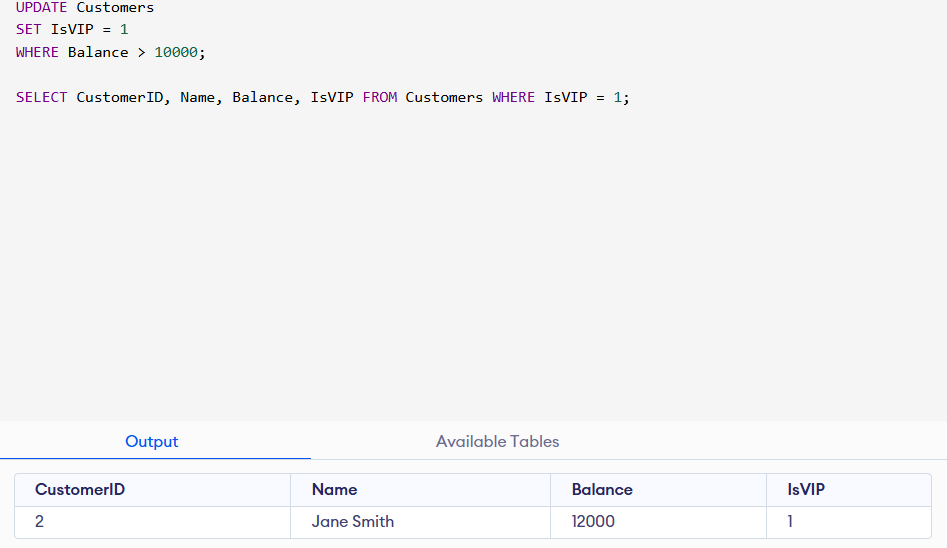 UPDATE Customers
SET IsVIP = 1
WHERE Balance > 10000;
SELECT CustomerID, Name, Balance, IsVIP FROM Customers WHERE IsVIP = 1;
Output Available Tables
CustomerID Name Balance IsVIP
2 Jane Smith 12000 1